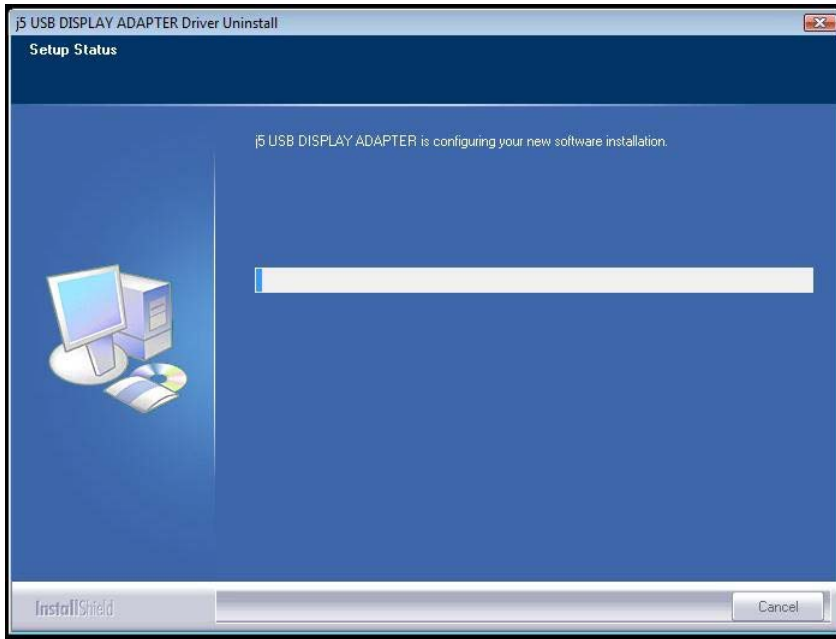 j5 USB DISPLAY ADAPTER Driver Uninstall
Setup Status
j5 USB DISPLAY ADAPTER is configuring your new software installation.
InstallShield
Cancel